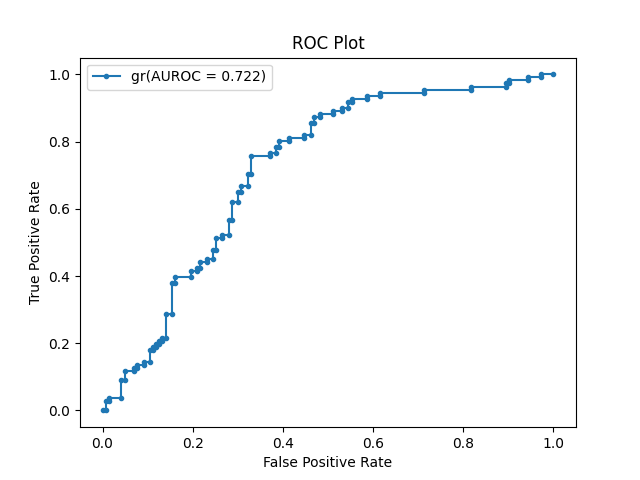 ROC Plot
gr(AUROC = 0.722)
1.0
0.8
0.6
0.4
0.2
0.0
True Positive Rate
0.0 0.2 0.4 0.6 0.8 1.0
False Positive Rate